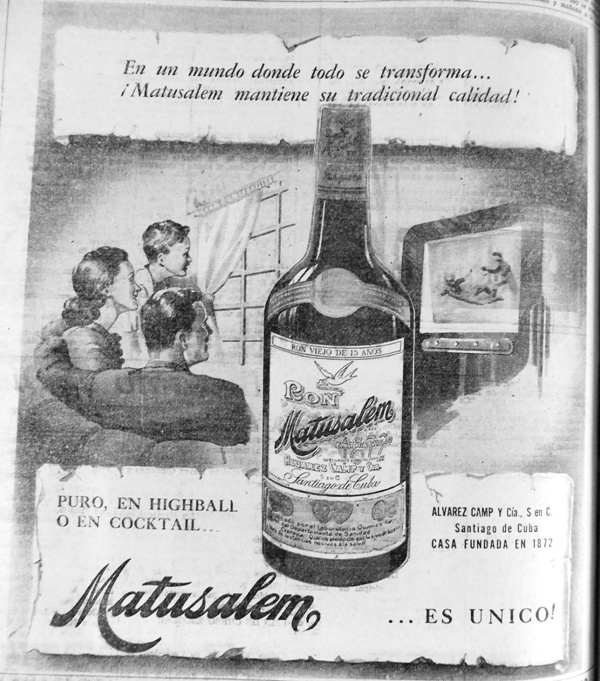 En un mundo donde todo se transforma...
¡Matusalem mantiene su tradicional calidad!
RON VIEJO DE 15 AÑOS
RON
Matusalem
1872
ALVAREZ CAMP Y Cía.
S en C
Santiago de Cuba
PURO, EN HIGHBALL
O EN COCKTAIL...
ALVAREZ CAMP Y Cía., S en C.
Santiago de Cuba
CASA FUNDADA EN 1872
Matusalem
...ES UNICO!